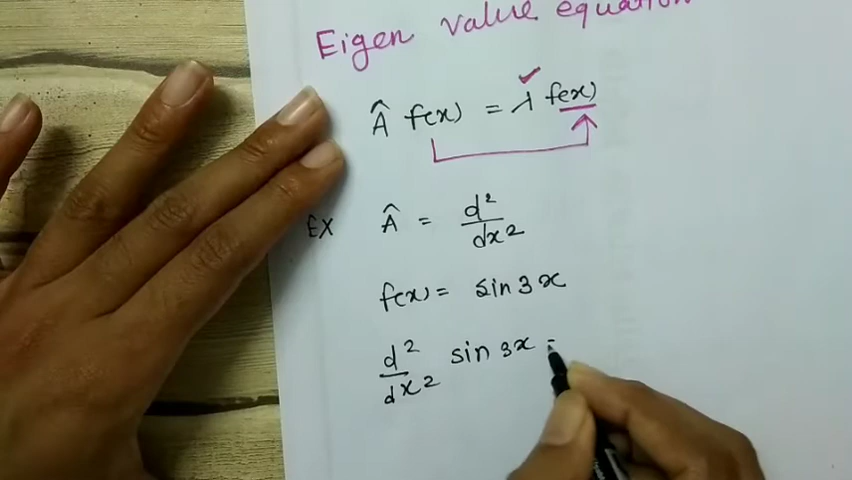 Eigen value equation
Â f(x) = λ f(x)
EX Â = d²/dx²
f(x) = sin 3x
d²/dx² sin 3x =